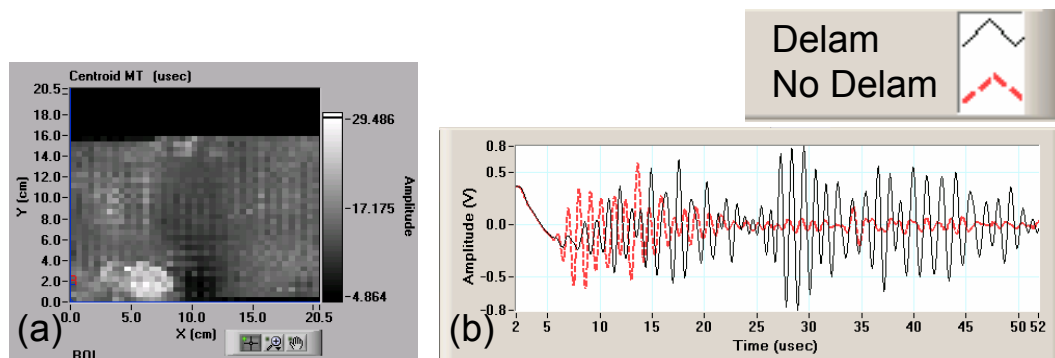 Delam
No Delam
Centroid MT (usec)
20.5
18.0
16.0
14.0
12.0
10.0
8.0
6.0
4.0
2.0
0.0
Y (cm)
0.0 5.0 10.0 15.0 20.5
X (cm)
29.486
17.175
4.864
Amplitude
(a)
ROI
0.8
0.5
0.0
-0.5
-0.8
Amplitude (V)
2 5 10 15 20 25 30 35 40 45 50 52
Time (usec)
(b)